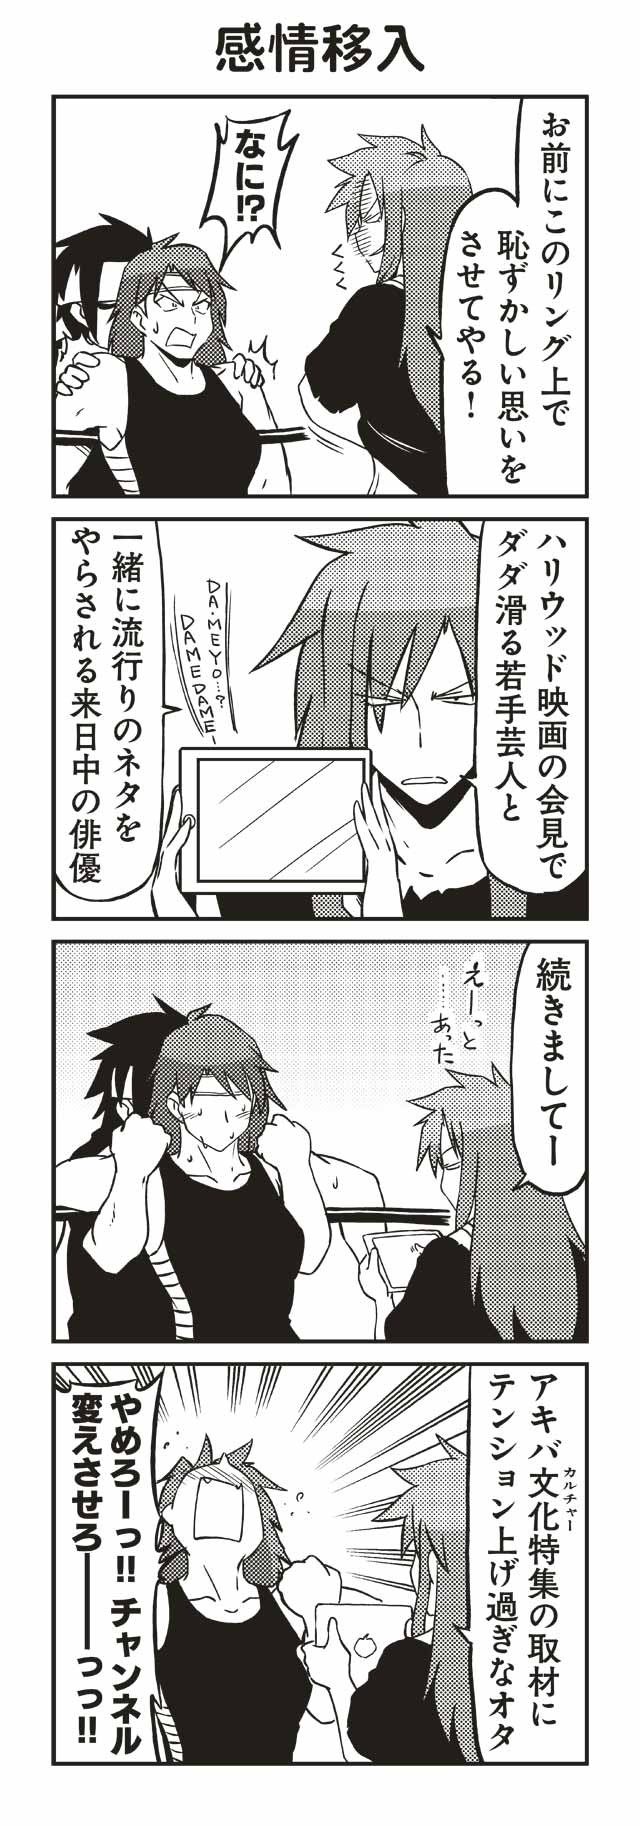 感情移入
お前にこのリング上で
恥ずかしい思いを
させてやる！
なに!?
ハリウッド映画の会見で
ダダ滑る若手芸人と
DA・ME YO…?
DAME DAME―
一緒に流行りのネタを
やらされる来日中の俳優
続きましてー
えーっと
……あった
アキバ文化特集の取材に
カルチャー
テンション上げ過ぎなオタ
やめろーっ!!チャンネル
変えさせろ――っっ!!